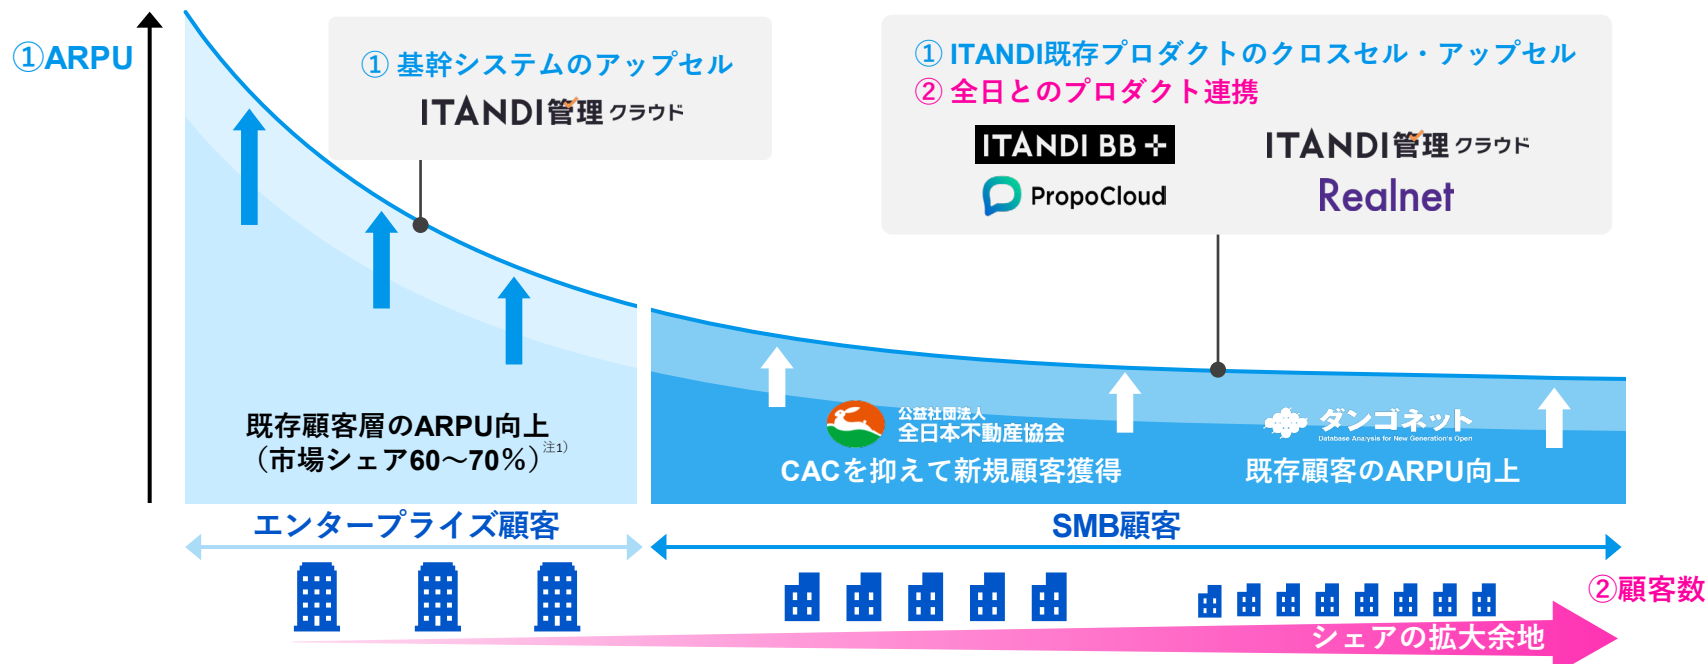 ①ARPU
① 基幹システムのアップセル
ITANDI管理 クラウド
① ITANDI既存プロダクトのクロスセル・アップセル
② 全日とのプロダクト連携
ITANDI BB +
ITANDI管理 クラウド
PropoCloud
Realnet
既存顧客層のARPU向上
（市場シェア60～70％）注1)
公益社団法人
全日本不動産協会
CACを抑えて新規顧客獲得
ダンゴネット
Database Analysis for New Generation's Open
既存顧客のARPU向上
エンタープライズ顧客
SMB顧客
②顧客数
シェアの拡大余地